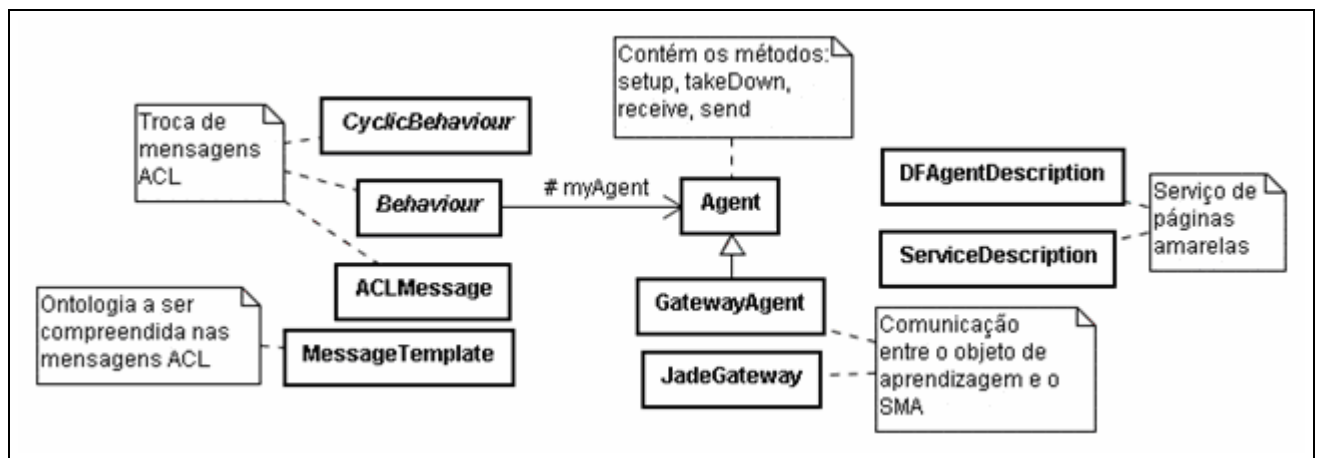 Contém os métodos:
setup, takeDown,
receive, send
Troca de
mensagens
ACL
CyclicBehaviour
Behaviour
# myAgent
Agent
DFAgentDescription
Serviço de
páginas
amarelas
ServiceDescription
ACLMessage
GatewayAgent
Ontologia a ser
compreendida nas
mensagens ACL
MessageTemplate
JadeGateway
Comunicação
entre o objeto de
aprendizagem e o
SMA